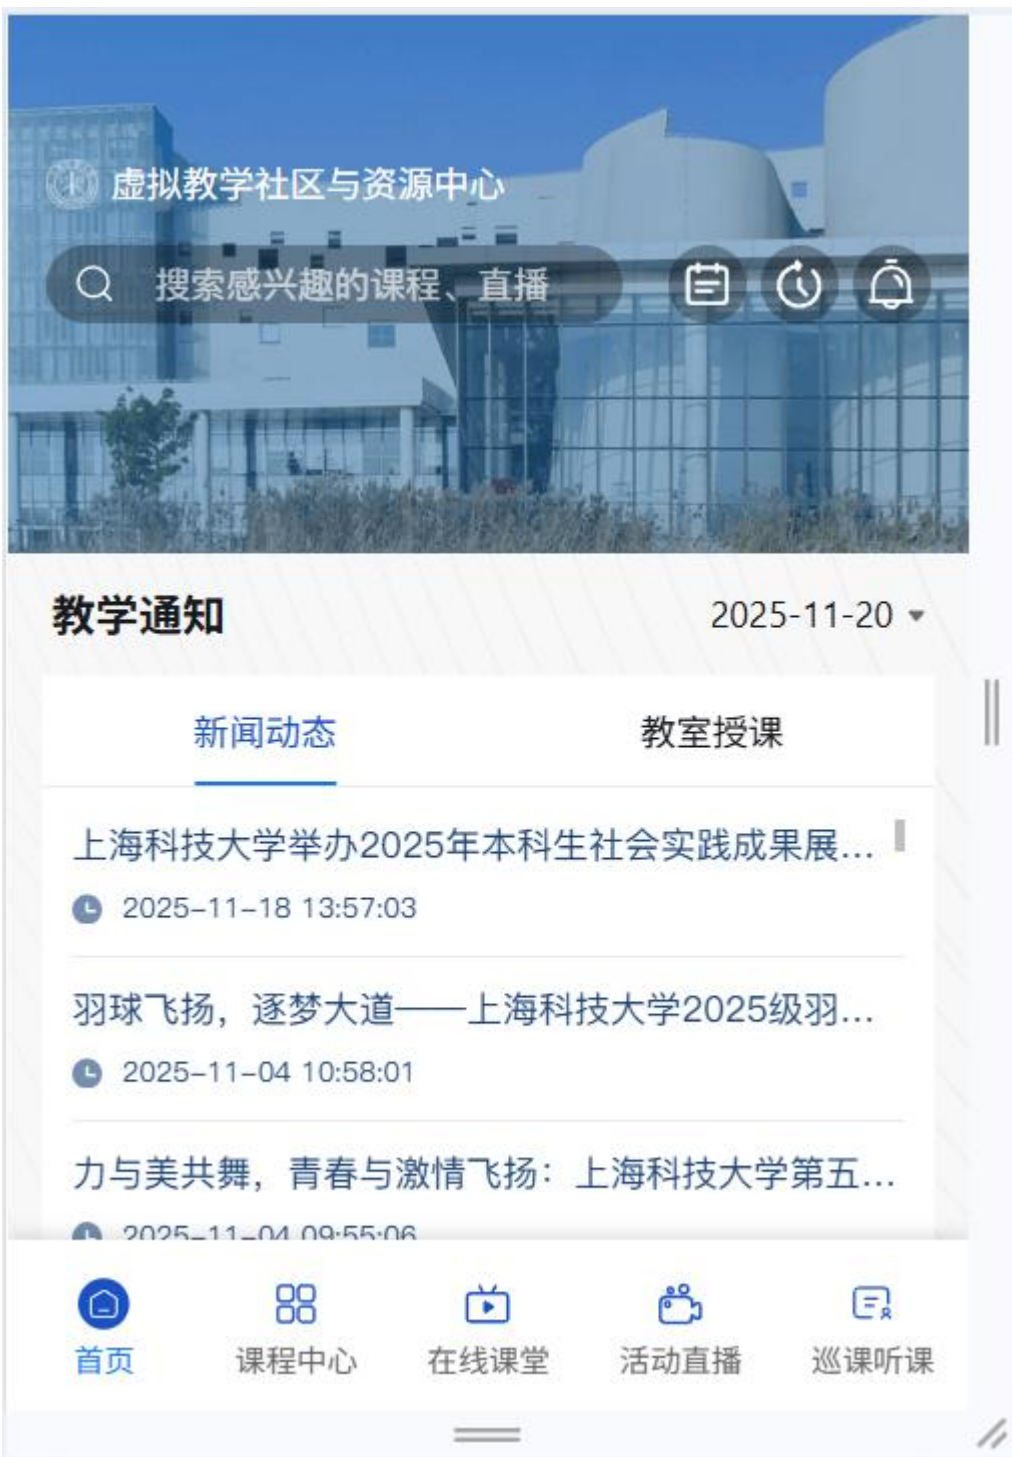 虚拟教学社区与资源中心
搜索感兴趣的课程、直播
教学通知
2025-11-20
新闻动态
教室授课
上海科技大学举办2025年本科生社会实践成果展...
2025-11-18 13:57:03
羽球飞扬，逐梦大道——上海科技大学2025级羽...
2025-11-04 10:58:01
力与美共舞，青春与激情飞扬：上海科技大学第五...
2025-11-04 09:55:06
首页
课程中心
在线课堂
活动直播
巡课听课